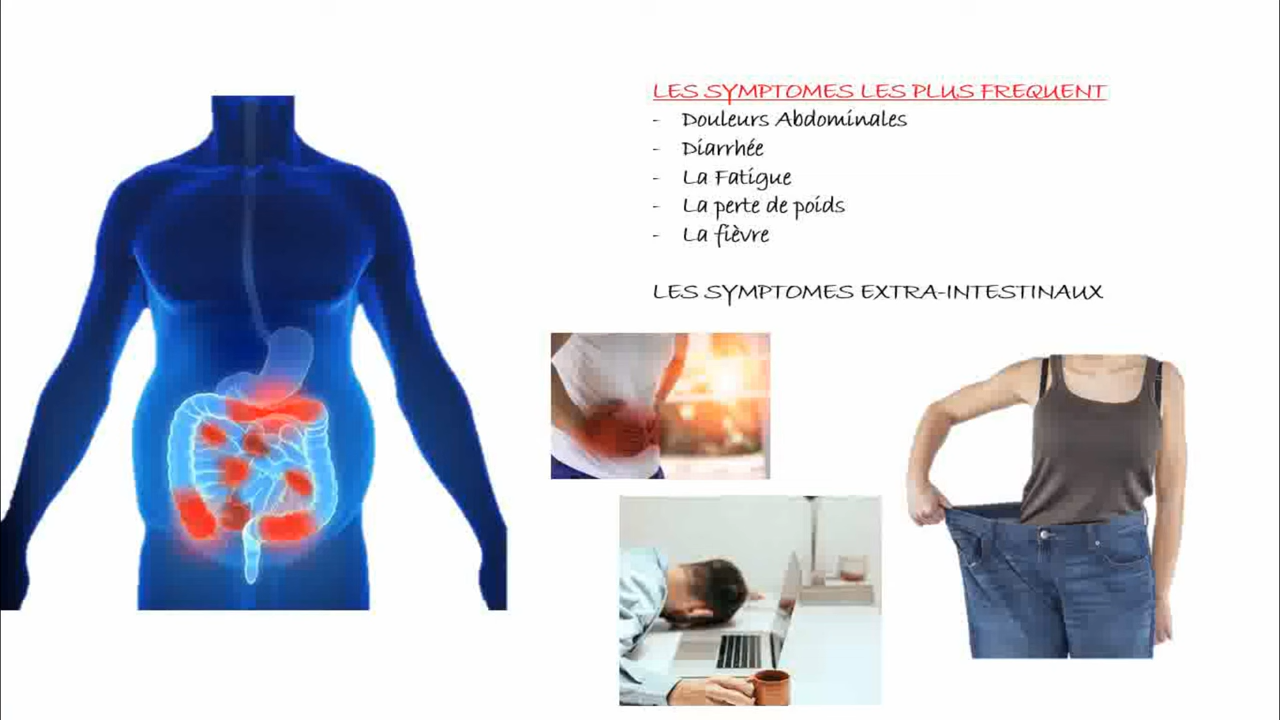 LES SYMPTOMES LES PLUS FREQUENT
- Douleurs Abdominales
- Diarrhée
- La Fatigue
- La perte de poids
- La fièvre
LES SYMPTOMES EXTRA-INTESTINAUX